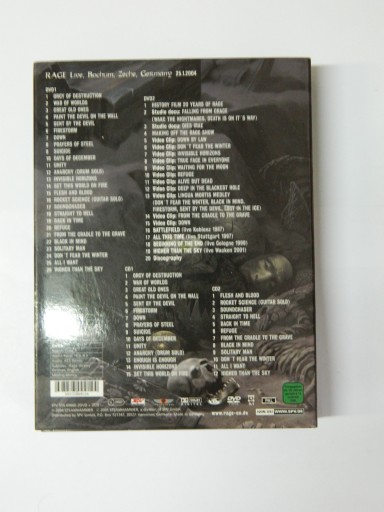 RAGE Live, Bochum, Zeche, Germany 29.1.2004
DVD1
1 ORGY OF DESTRUCTION
2 WAR OF WORLDS
3 GREAT OLD ONES
4 PAINT THE DEVIL ON THE WALL
5 SENT BY THE DEVIL
6 FIRESTORM
7 DOWN
8 PRAYERS OF STEEL
9 SUICIDE
10 DAYS OF DECEMBER
11 UNITY
12 ANARCHY (DRUM SOLO)
13 INVISIBLE HORIZONS
14 SET THIS WORLD ON FIRE
15 FLESH AND BLOOD
16 ROCKET SCIENCE (GUITAR SOLO)
17 SOUNDCHASER
18 STRAIGHT TO HELL
19 BACK IN TIME
20 REFUGE
21 FROM THE CRADLE TO THE GRAVE
22 BLACK IN MIND
23 SOLITARY MAN
24 DON'T FEAR THE WINTER
25 ALL I WANT
26 HIGHER THAN THE SKY
DVD2
1 HISTORY FILM 20 YEARS OF RAGE
2 Studio docu: FALLING FROM GRACE
(WAKE THE NIGHTMARES, DEATH IS ON IT'S WAY)
3 Studio docu: DIES IRAE
4 MAKING OFF THE RAGE SHOW
5 Video Clip: DOWN BY LAW
6 Video Clip: DON'T FEAR THE WINTER
7 Video Clip: INVISIBLE HORIZONS
8 Video Clip: TRUE FACE IN EVERYONE
9 Video Clip: WAITING FOR THE MOON
10 Video Clip: REFUGE
11 Video Clip: ALIVE BUT DEAD
12 Video Clip: DEEP IN THE BLACKEST HOLE
13 Video Clip: LINGUA MORTIS MEDLEY
(DON'T FEAR THE WINTER, BLACK IN MIND,
FIRESTORM, SENT BY THE DEVIL, LOST IN THE ICE)
14 Video Clip: FROM THE CRADLE TO THE GRAVE
15 Video Clip: DOWN
16 BATTLEFIELD (live Koblenz 1987)
17 ALL THIS TIME (live Stuttgart 1997)
18 BEGINNING OF THE END (live Cologne 1996)
19 HIGHER THAN THE SKY (live Wacken 2001)
20 Discography
CD1
1 ORGY OF DESTRUCTION
2 WAR OF WORLDS
3 GREAT OLD ONES
4 PAINT THE DEVIL ON THE WALL
5 SENT BY THE DEVIL
6 FIRESTORM
7 DOWN
8 PRAYERS OF STEEL
9 SUICIDE
10 DAYS OF DECEMBER
11 UNITY
12 ANARCHY (DRUM SOLO)
13 ENOUGH IS ENOUGH
14 INVISIBLE HORIZONS
15 SET THIS WORLD ON FIRE
CD2
1 FLESH AND BLOOD
2 ROCKET SCIENCE (GUITAR SOLO)
3 SOUNDCHASER
4 STRAIGHT TO HELL
5 BACK IN TIME
6 REFUGE
7 FROM THE CRADLE TO THE GRAVE
8 BLACK IN MIND
9 SOLITARY MAN
10 DON'T FEAR THE WINTER
11 ALL I WANT
12 HIGHER THAN THE SKY
DVD
www.rage-on.de
WWW.SPV.DE